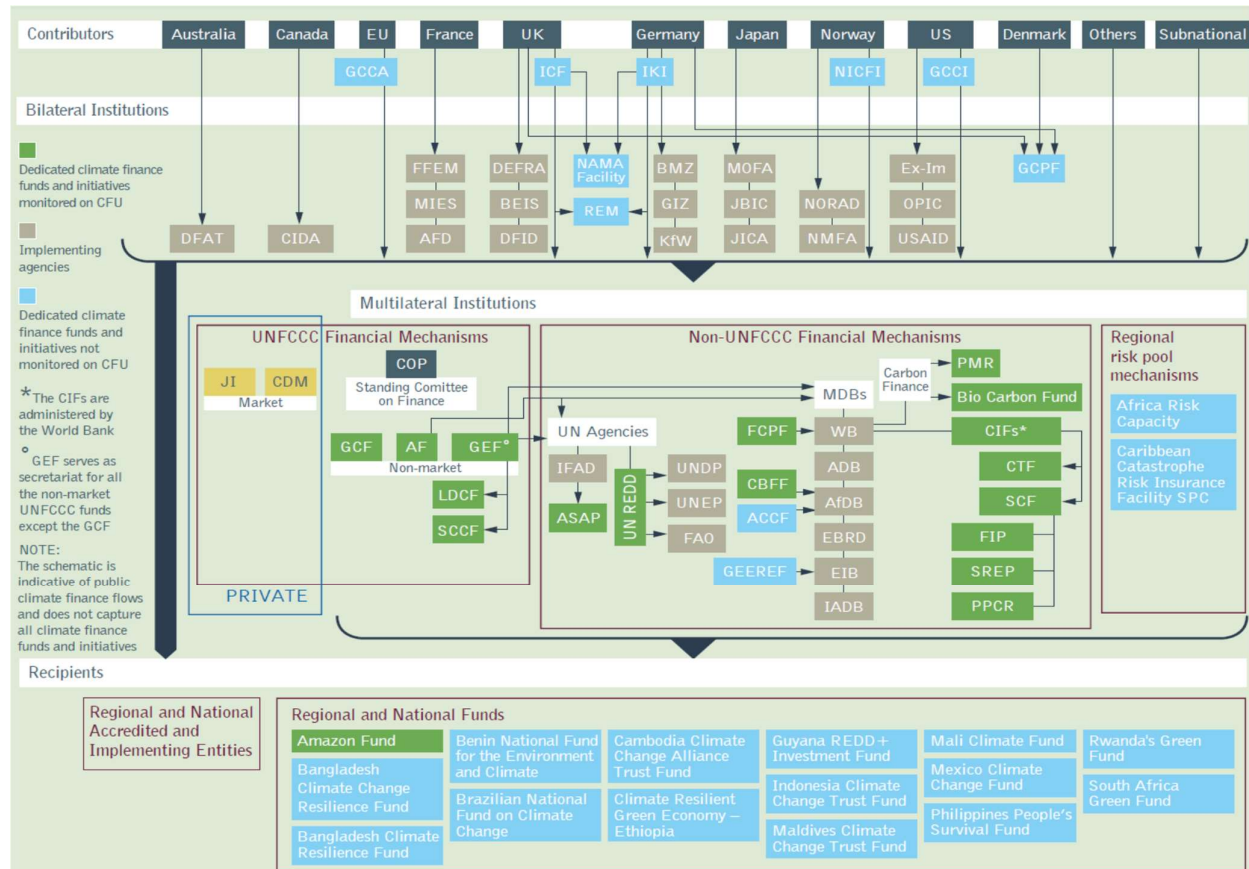 Contributors
Australia
Canada
EU
France
UK
Germany
Japan
Norway
US
Denmark
Others
Subnational
GCCA
ICF
IKI
NICFI
GCCI
Bilateral Institutions
Dedicated climate finance
funds and initiatives
monitored on CFU
Implementing
agencies
Dedicated climate
finance funds and
initiatives not
monitored on CFU
*The CIFs are
administered by
the World Bank
° GEF serves as
secretariat for all
the non-market
UNFCCC funds
except the GCF
NOTE:
The schematic is
indicative of public
climate finance flows
and does not capture
all climate finance
funds and initiatives
DFAT
CIDA
FFEM
MIES
AFD
DEFRA
BEIS
DFID
NAMA
Facility
REM
BMZ
GIZ
KfW
MOFA
JBIC
JICA
NORAD
NMFA
Ex-Im
OPIC
USAID
GCPF
Multilateral Institutions
UNFCCC Financial Mechanisms
JI
CDM
Market
COP
Standing Comittee
on Finance
GCF
AF
GEF°
Non-market
LDCF
SCCF
PRIVATE
Non-UNFCCC Financial Mechanisms
UN Agencies
IFAD
ASAP
UN REDD
UNDP
UNEP
FAO
FCPF
CBFF
ACCF
GEEREF
MDBs
WB
ADB
AfDB
EBRD
EIB
IADB
Carbon
Finance
PMR
Bio Carbon Fund
CIFs*
CTF
SCF
FIP
SREP
PPCR
Regional
risk pool
mechanisms
Africa Risk
Capacity
Caribbean
Catastrophe
Risk Insurance
Facility SPC
Recipients
Regional and National
Accredited and
Implementing Entities
Regional and National Funds
Amazon Fund
Bangladesh
Climate Change
Resilience Fund
Bangladesh Climate
Resilience Fund
Benin National Fund
for the Environment
and Climate
Brazilian National
Fund on Climate
Change
Cambodia Climate
Change Alliance
Trust Fund
Climate Resilient
Green Economy –
Ethiopia
Guyana REDD+
Investment Fund
Indonesia Climate
Change Trust Fund
Maldives Climate
Change Trust Fund
Mali Climate Fund
Mexico Climate
Change Fund
Philippines People's
Survival Fund
Rwanda's Green
Fund
South Africa
Green Fund